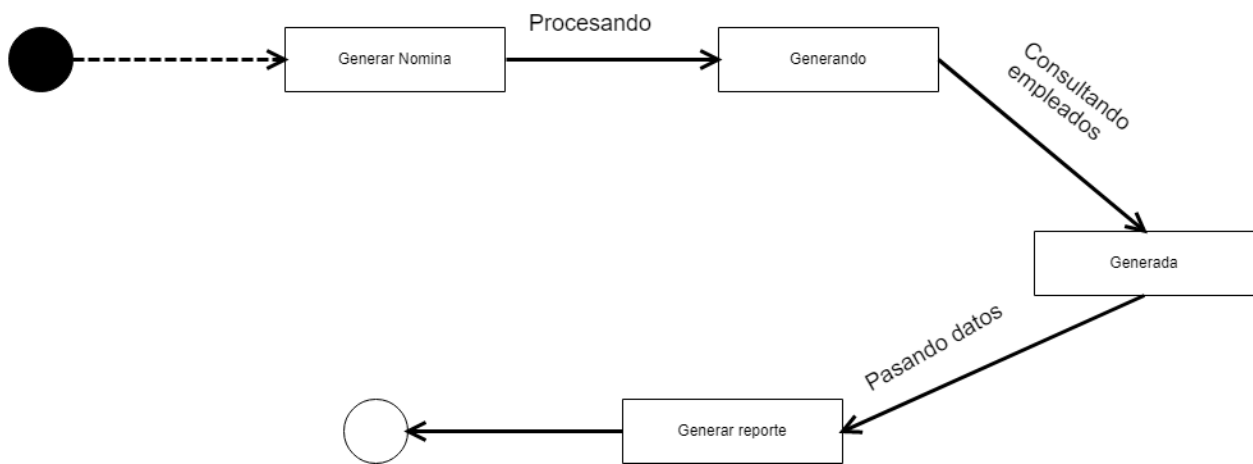 Procesando
Generar Nomina
Generando
Consultando
empleados
Generada
Pasando datos
Generar reporte